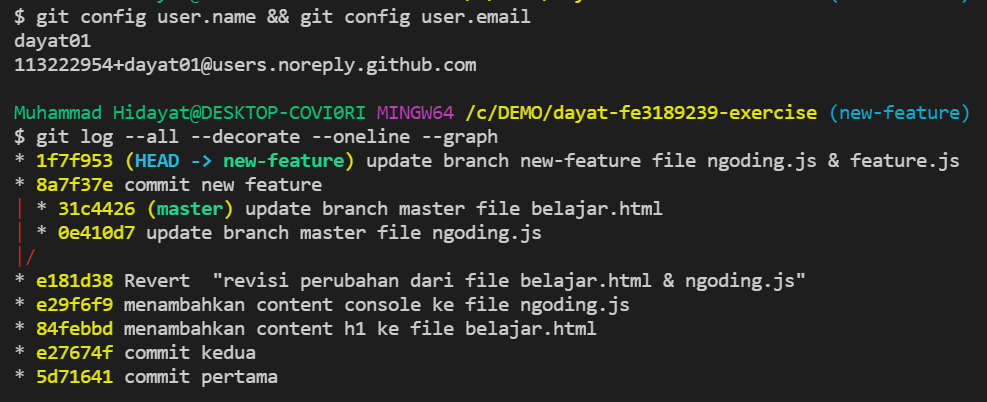 $ git config user.name && git config user.email
dayat01
113222954+dayat01@users.noreply.github.com
Muhammad Hidayat@DESKTOP-COVI0RI MINGW64 /c/DEMO/dayat-fe3189239-exercise (new-feature)
$ git log --all --decorate --oneline --graph
* 1f7f953 (HEAD -> new-feature) update branch new-feature file ngoding.js & feature.js
* 8a7f37e commit new feature
| * 31c4426 (master) update branch master file belajar.html
| * 0e410d7 update branch master file ngoding.js
|/
* e181d38 Revert  "revisi perubahan dari file belajar.html & ngoding.js"
* e29f6f9 menambahkan content console ke file ngoding.js
* 84febbd menambahkan content h1 ke file belajar.html
* e27674f commit kedua
* 5d71641 commit pertama